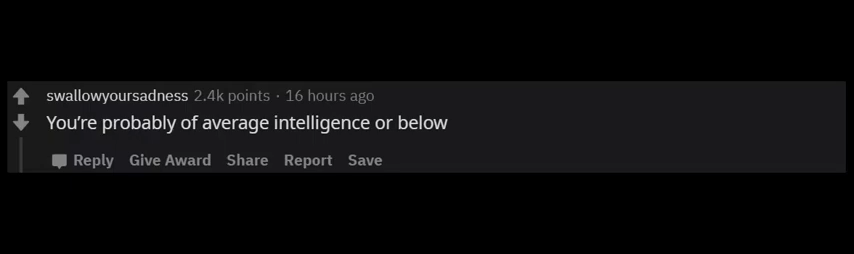 swallowyoursadness 2.4k points · 16 hours ago
You’re probably of average intelligence or below
Reply Give Award Share Report Save